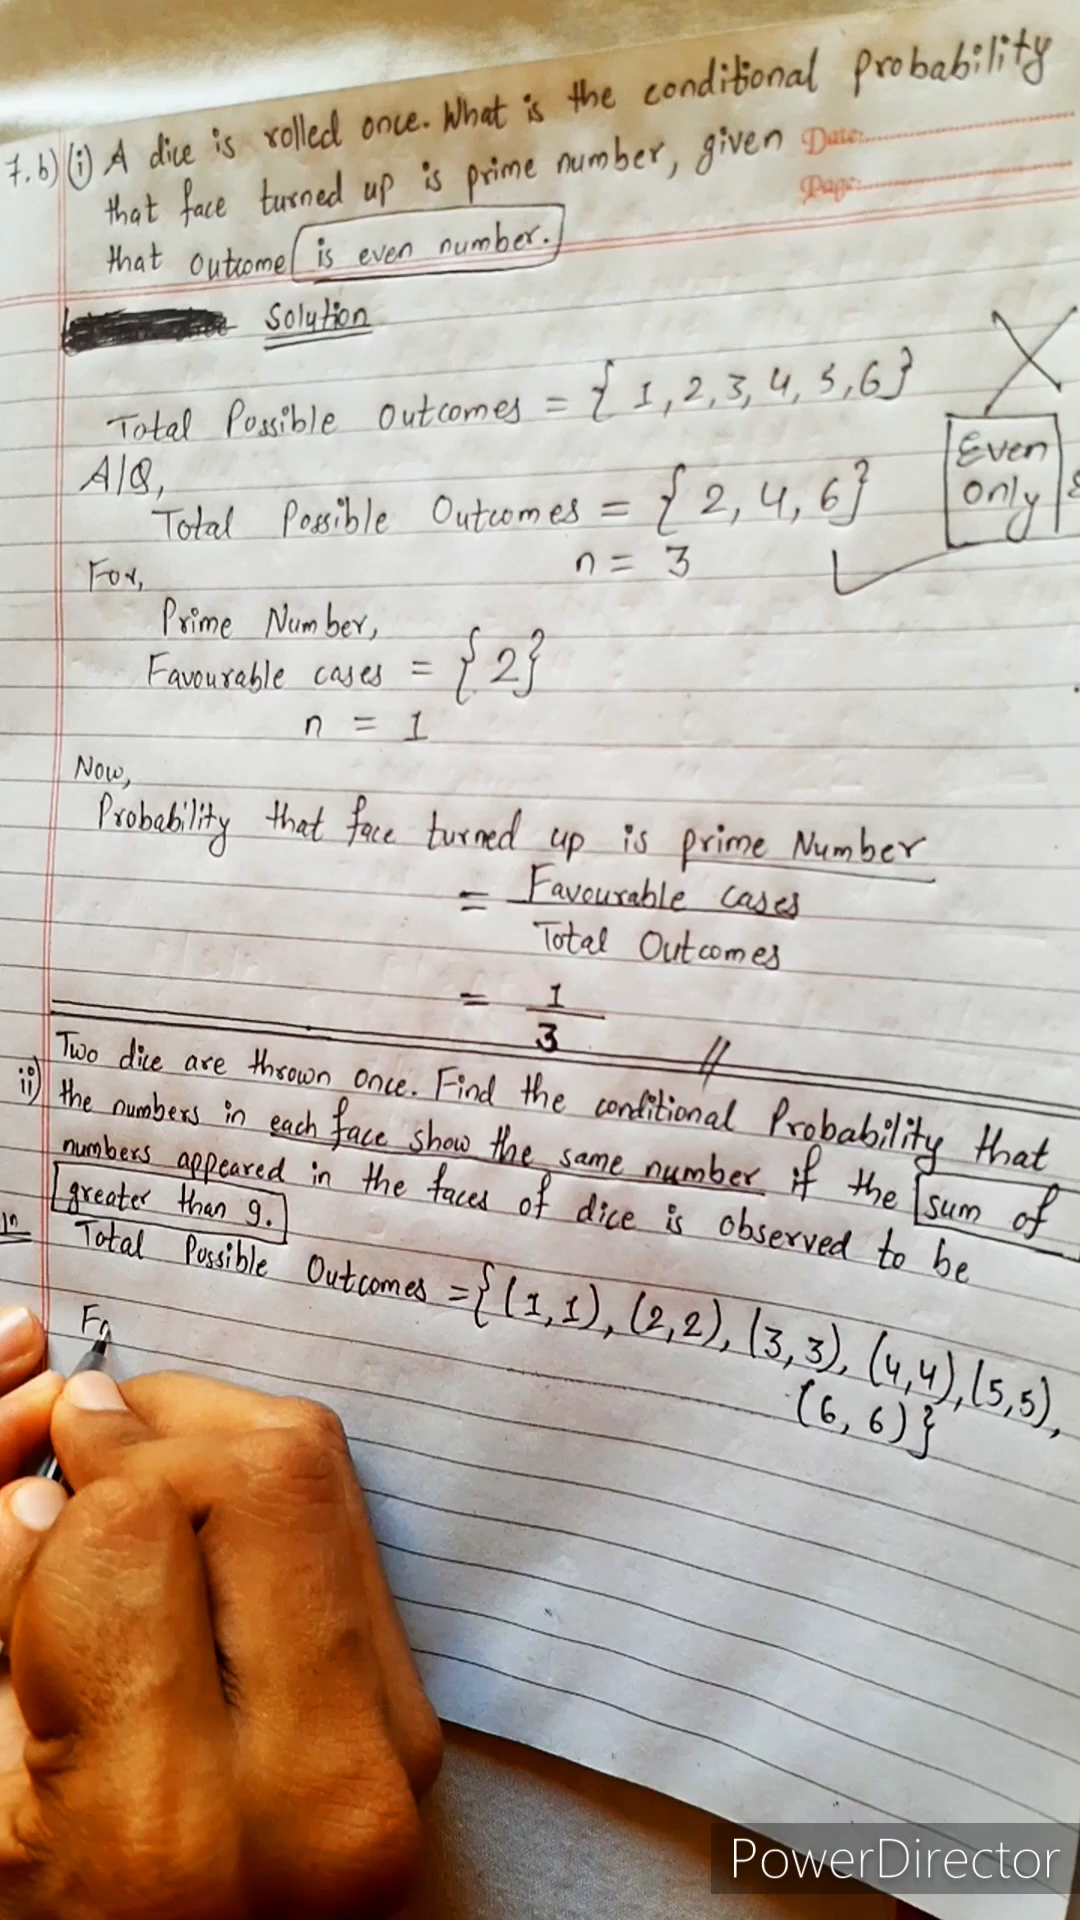 7.b) (i) A dice is rolled once. What is the conditional probability
that face turned up is prime number, given
that outcome is even number.
Date:
Page:
Solution
Total Possible Outcomes = { 1, 2, 3, 4, 5, 6 }
A/Q,
Total Possible Outcomes = { 2, 4, 6 }
n = 3
Even
Only
For,
Prime Number,
Favourable cases = { 2 }
n = 1
Now,
Probability that face turned up is prime Number
= Favourable cases
Total Outcomes
= 1
3 //
ii) Two dice are thrown once. Find the conditional Probability that
the numbers in each face show the same number if the sum of
numbers appeared in the faces of dice is observed to be
greater than 9.
Total Possible Outcomes = { (1,1), (2,2), (3,3), (4,4), (5,5),
(6,6) }
Fo
PowerDirector